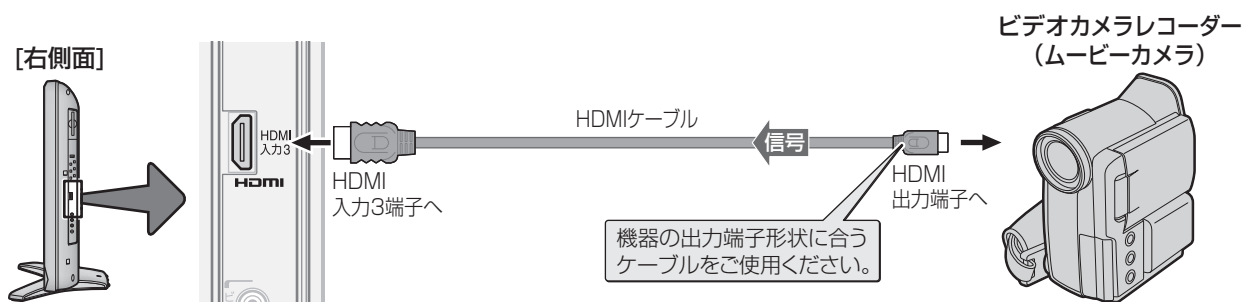 ビデオカメラレコーダー
（ムービーカメラ）
[右側面]
HDMIケーブル
信号
HDMI
入力3
HDMI
HDMI
入力3端子へ
HDMI
出力端子へ
機器の出力端子形状に合う
ケーブルをご使用ください。